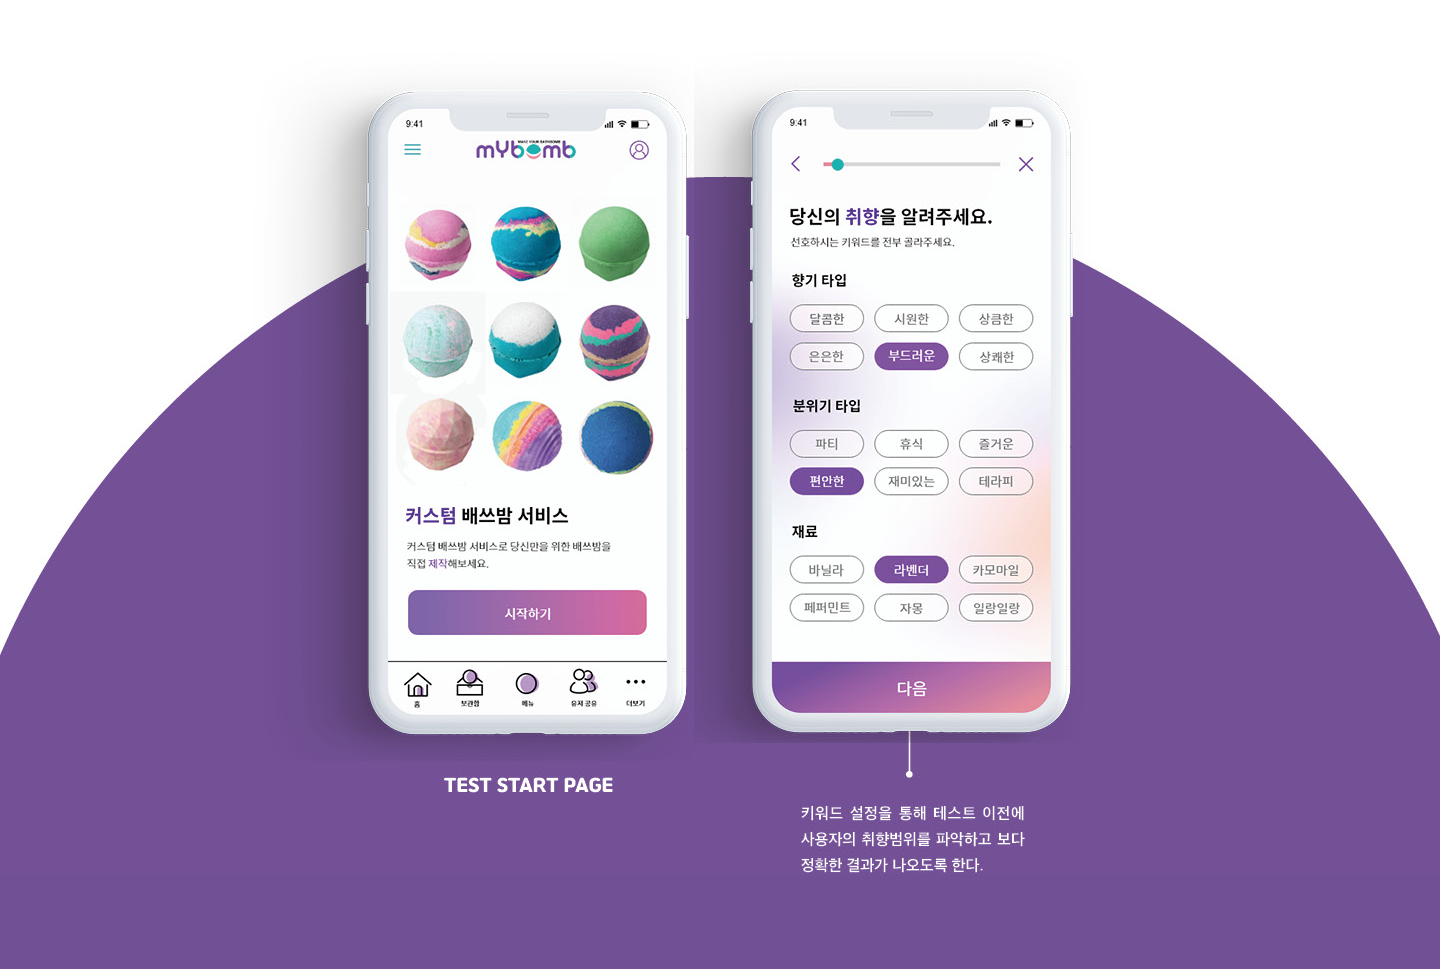 9:41
MAKE YOUR BATHBOMB
mybomb
커스텀 배쓰밤 서비스
커스텀 배쓰밤 서비스로 당신만을 위한 배쓰밤을
직접 제작해보세요.
시작하기
홈
보관함
메뉴
유저 공유
더보기
TEST START PAGE
9:41
당신의 취향을 알려주세요.
선호하시는 키워드를 전부 골라주세요.
향기 타입
달콤한 시원한 상큼한
은은한 부드러운 상쾌한
분위기 타입
파티 휴식 즐거운
편안한 재미있는 테라피
재료
바닐라 라벤더 카모마일
페퍼민트 자몽 일랑일랑
다음
키워드 설정을 통해 테스트 이전에
사용자의 취향범위를 파악하고 보다
정확한 결과가 나오도록 한다.